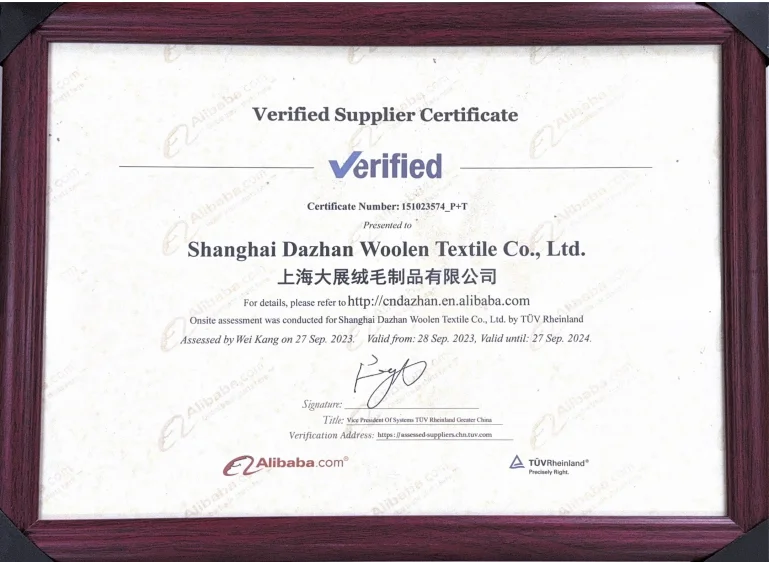 Verified Supplier Certificate
Verified
Certificate Number: 151023574_P+T
Presented to
Shanghai Dazhan Woolen Textile Co., Ltd.
上海大展绒毛制品有限公司
For details, please refer to http://cndazhan.en.alibaba.com
Onsite assessment was conducted for Shanghai Dazhan Woolen Textile Co., Ltd. by TÜV Rheinland
Assessed by Wei Kang on 27 Sep. 2023. Valid from: 28 Sep. 2023, Valid until: 27 Sep. 2024.
Signature:
Title: Vice President Of Systems TÜV Rheinland Greater China
Verification Address: https://assessed-suppliers.chn.tuv.com
Alibaba.com®
TÜVRheinland®
Precisely Right.